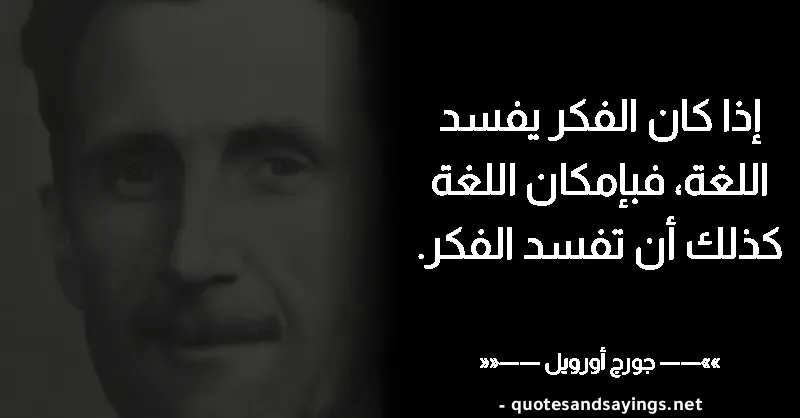 إذا كان الفكر يفسد
اللغة، فبإمكان اللغة
كذلك أن تفسد الفكر.
»»—— جورج أورويل ——««
- quotesandsayings.net